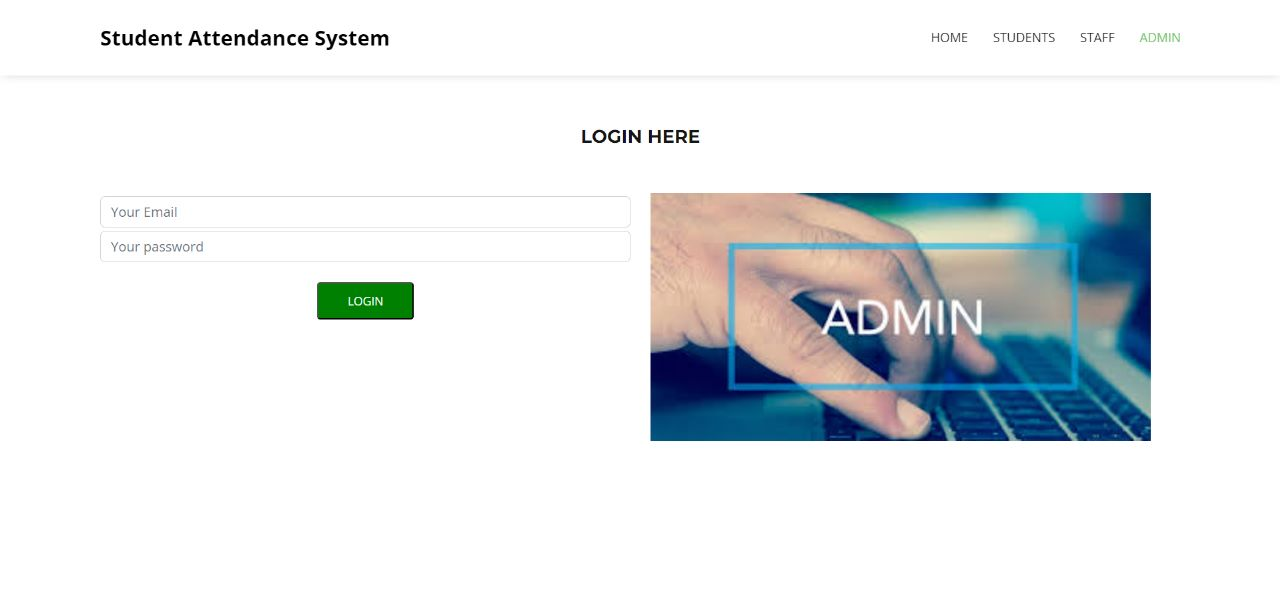 Student Attendance System
HOME STUDENTS STAFF ADMIN
LOGIN HERE
Your Email
Your password
LOGIN
ADMIN